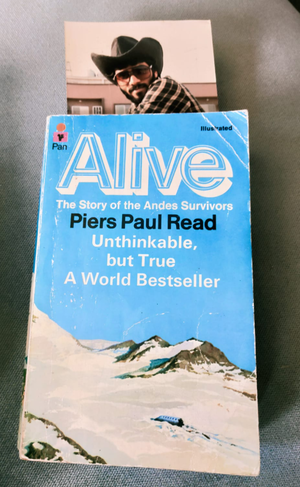 Illustrated
Pan
Alive
The Story of the Andes Survivors
Piers Paul Read
Unthinkable,
but True
A World Bestseller